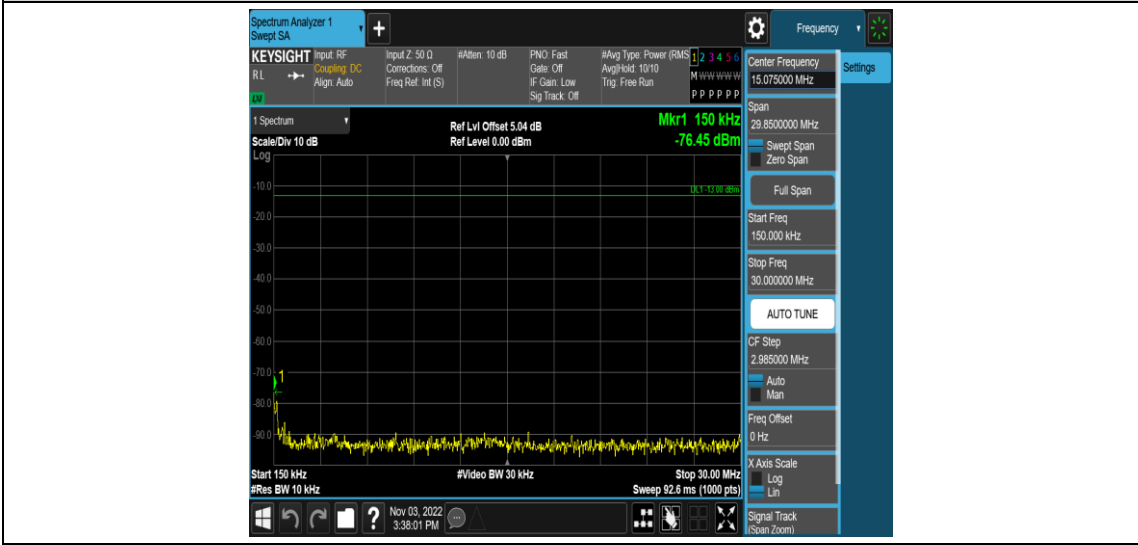 Spectrum Analyzer 1
Swept SA
+
Frequency
KEYSIGHT
RL
LXI
Input: RF
Coupling: DC
Align: Auto
Input Z: 50 Ω
Corrections: Off
Freq Ref: Int (S)
#Atten: 10 dB
PNO: Fast
Gate: Off
IF Gain: Low
Sig Track: Off
#Avg Type: Power (RMS
Avg|Hold: 10/10
Trig: Free Run
1 2 3 4 5 6
M W W W W W
P P P P P P
1 Spectrum
Scale/Div 10 dB
Log
Ref Lvl Offset 5.04 dB
Ref Level 0.00 dBm
Mkr1 150 kHz
-76.45 dBm
DL1 -13.00 dBm
-10.0
-20.0
-30.0
-40.0
-50.0
-60.0
-70.0
1
-80.0
-90.0
Start 150 kHz
#Res BW 10 kHz
#Video BW 30 kHz
Stop 30.00 MHz
Sweep 92.6 ms (1000 pts)
Center Frequency
15.075000 MHz
Settings
Span
29.8500000 MHz
Swept Span
Zero Span
Full Span
Start Freq
150.000 kHz
Stop Freq
30.000000 MHz
AUTO TUNE
CF Step
2.985000 MHz
Auto
Man
Freq Offset
0 Hz
X Axis Scale
Log
Lin
Signal Track
(Span Zoom)
?
Nov 03, 2022
3:38:01 PM